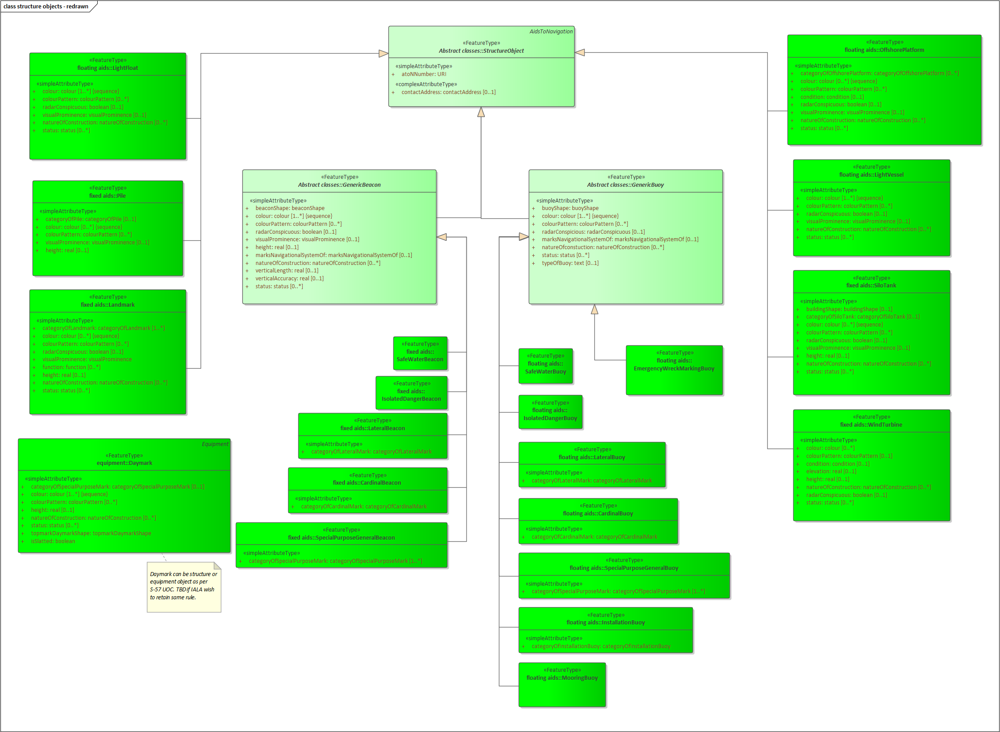 class structure objects - redrawn
AidsToNavigation
«FeatureType»
Abstract classes::StructureObject
«simpleAttributeType»
+ atoNNumber: URI
«complexAttributeType»
+ contactAddress: contactAddress [0..1]
«FeatureType»
floating aids::LightFloat
«simpleAttributeType»
+ colour: colour [1..*] {sequence}
+ colourPattern: colourPattern [0..*]
+ radarConspicuous: boolean [0..1]
+ visualProminence: visualProminence [0..1]
+ natureOfConstruction: natureOfConstruction [0..*]
+ status: status [0..*]
«FeatureType»
fixed aids::Pile
«simpleAttributeType»
+ categoryOfPile: categoryOfPile [0..1]
+ colour: colour [0..*] {sequence}
+ colourPattern: colourPattern [0..*]
+ visualProminence: visualProminence [0..1]
+ height: real [0..1]
«FeatureType»
fixed aids::Landmark
«simpleAttributeType»
+ categoryOfLandmark: categoryOfLandmark [1..*]
+ colour: colour [0..*] {sequence}
+ colourPattern: colourPattern [0..*]
+ radarConspicuous: boolean [0..1]
+ visualProminence: visualProminence
+ function: function [0..*]
+ height: real [0..1]
+ natureOfConstruction: natureOfConstruction [0..*]
+ status: status [0..*]
Equipment
«FeatureType»
equipment::Daymark
«simpleAttributeType»
+ categoryOfSpecialPurposeMark: categoryOfSpecialPurposeMark [0..1]
+ colour: colour [1..*] {sequence}
+ colourPattern: colourPattern [0..*]
+ height: real [0..1]
+ natureOfConstruction: natureOfConstruction [0..*]
+ status: status [0..*]
+ topmarkDaymarkShape: topmarkDaymarkShape
+ isSlatted: boolean
Daymark can be structure or
equipment object as per
S-57 UOC. TBD if IALA wish
to retain same rule.
«FeatureType»
Abstract classes::GenericBeacon
«simpleAttributeType»
+ beaconShape: beaconShape
+ colour: colour [1..*] {sequence}
+ colourPattern: colourPattern [0..*]
+ radarConspicuous: boolean [0..1]
+ visualProminence: visualProminence [0..1]
+ height: real [0..1]
+ marksNavigationalSystemOf: marksNavigationalSystemOf [0..1]
+ natureOfConstruction: natureOfConstruction [0..*]
+ verticalLength: real [0..1]
+ verticalAccuracy: real [0..1]
+ status: status [0..*]
«FeatureType»
fixed aids::
SafeWaterBeacon
«FeatureType»
fixed aids::
IsolatedDangerBeacon
«FeatureType»
fixed aids::LateralBeacon
«simpleAttributeType»
+ categoryOfLateralMark: categoryOfLateralMark
«FeatureType»
fixed aids::CardinalBeacon
«simpleAttributeType»
+ categoryOfCardinalMark: categoryOfCardinalMark
«FeatureType»
fixed aids::SpecialPurposeGeneralBeacon
«simpleAttributeType»
+ categoryOfSpecialPurposeMark: categoryOfSpecialPurposeMark [1..*]
«FeatureType»
Abstract classes::GenericBuoy
«simpleAttributeType»
+ buoyShape: buoyShape
+ colour: colour [1..*] {sequence}
+ colourPattern: colourPattern [0..*]
+ radarConspicious: radarConspicuous [0..1]
+ marksNavigationalSystemOf: marksNavigationalSystemOf [0..1]
+ natureOfconstuction: natureOfConstruction [0..*]
+ status: status [0..*]
+ typeOfBuoy: text [0..1]
«FeatureType»
floating aids::
SafeWaterBuoy
«FeatureType»
floating aids::
EmergencyWreckMarkingBuoy
«FeatureType»
floating aids::
IsolatedDangerBuoy
«FeatureType»
floating aids::LateralBuoy
«simpleAttributeType»
+ categoryOfLateralMark: categoryOfLateralMark
«FeatureType»
floating aids::CardinalBuoy
«simpleAttributeType»
+ categoryOfCardinalMark: categoryOfCardinalMark
«FeatureType»
floating aids::SpecialPurposeGeneralBuoy
«simpleAttributeType»
+ categoryOfSpecialPurposeMark: categoryOfSpecialPurposeMark [1..*]
«FeatureType»
floating aids::InstallationBuoy
«simpleAttributeType»
+ categoryOfInstallationBuoy: categoryOfInstallationBuoy
«FeatureType»
floating aids::MooringBuoy
«FeatureType»
floating aids::OffshorePlatform
«simpleAttributeType»
+ categoryOfOffshorePlatform: categoryOfOffshorePlatform [0..*]
+ colour: colour [0..*] {sequence}
+ colourPattern: colourPattern [0..*]
+ condition: condition [0..1]
+ radarConspicuous: boolean [0..1]
+ visualProminence: visualProminence [0..1]
+ natureOfConstruction: natureOfConstruction [0..*]
+ status: status [0..*]
«FeatureType»
floating aids::LightVessel
«simpleAttributeType»
+ colour: colour [1..*] {sequence}
+ colourPattern: colourPattern [0..*]
+ radarConspicuous: boolean [0..1]
+ visualProminence: visualProminence [0..1]
+ natureOfConstruction: natureOfConstruction [0..*]
+ status: status [0..*]
«FeatureType»
fixed aids::SiloTank
«simpleAttributeType»
+ buildingShape: buildingShape [0..1]
+ categoryOfSiloTank: categoryOfSiloTank [0..1]
+ colour: colour [0..*] {sequence}
+ colourPattern: colourPattern [0..*]
+ radarConspicuous: boolean [0..1]
+ visualProminence: visualProminence [0..1]
+ height: real [0..1]
+ natureOfConstruction: natureOfConstruction [0..*]
+ status: status [0..*]
«FeatureType»
fixed aids::WindTurbine
«simpleAttributeType»
+ colour: colour [0..*]
+ colourPattern: colourPattern [0..1]
+ condition: condition [0..1]
+ elevation: real [0..1]
+ height: real [0..1]
+ natureOfConstruction: natureOfConstruction [0..*]
+ radarConspicuous: boolean [0..1]
+ status: status [0..*]